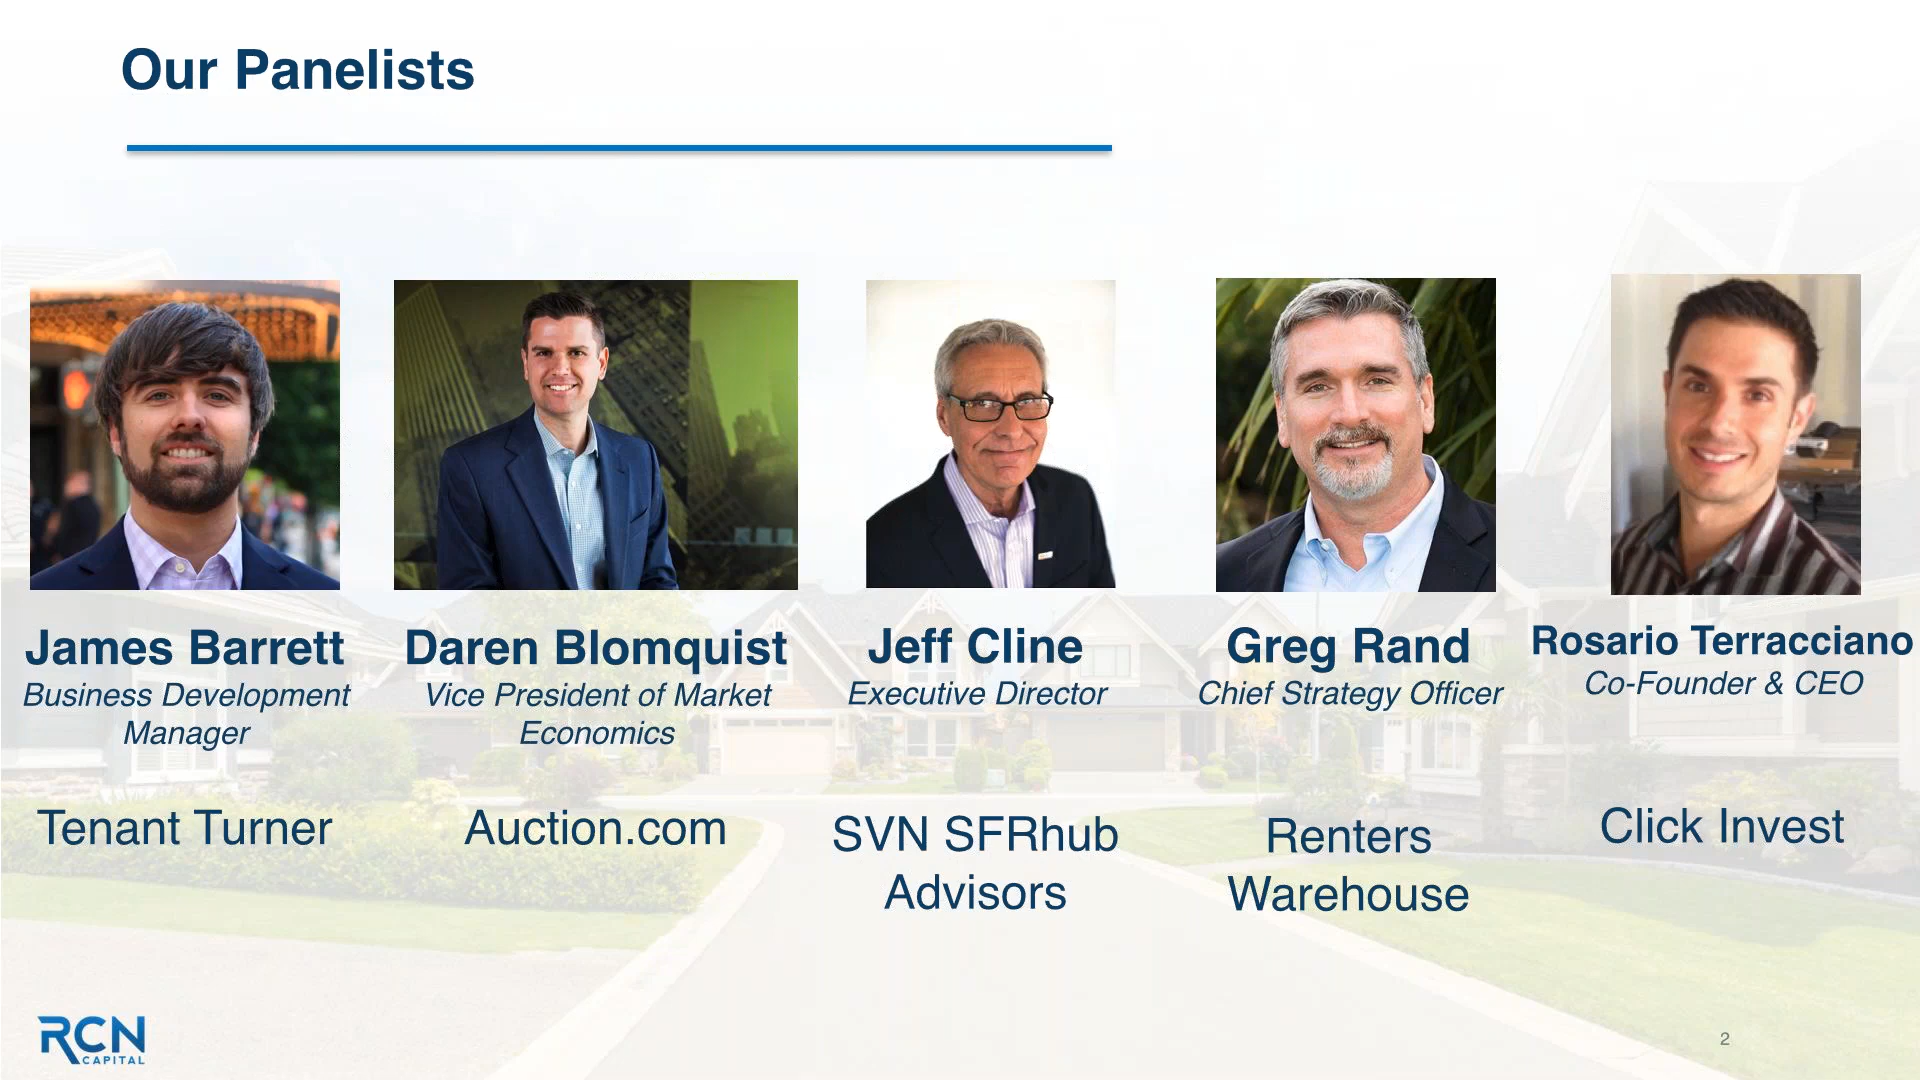 Our Panelists
James Barrett
Business Development
Manager
Tenant Turner
Daren Blomquist
Vice President of Market
Economics
Auction.com
Jeff Cline
Executive Director
SVN SFRhub
Advisors
Greg Rand
Chief Strategy Officer
Renters
Warehouse
Rosario Terracciano
Co-Founder & CEO
Click Invest
RCN
CAPITAL
2